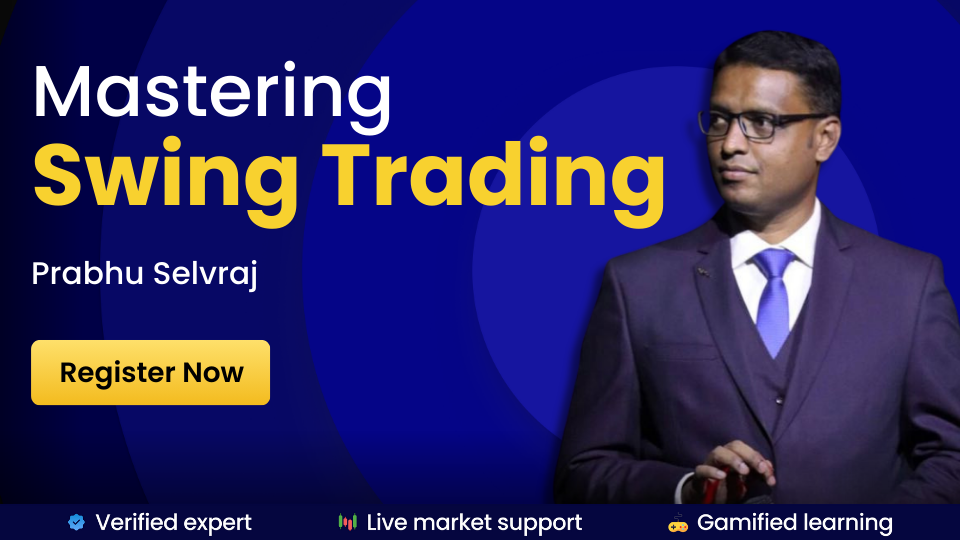 Mastering
Swing Trading
Prabhu Selvraj
Register Now
Verified expert
Live market support
Gamified learning